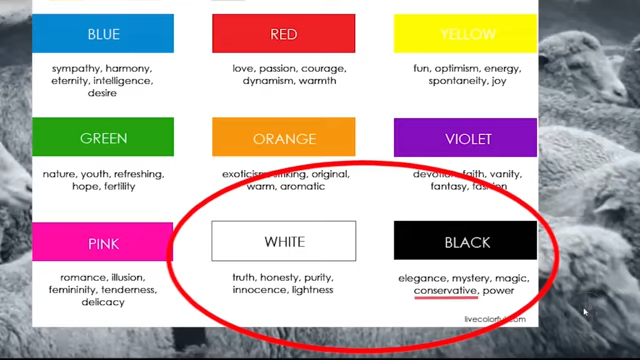 BLUE
RED
YELLOW
sympathy, harmony,
eternity, intelligence,
desire
love, passion, courage,
dynamism, warmth
fun, optimism, energy,
spontaneity, joy
GREEN
ORANGE
VIOLET
nature, youth, refreshing,
hope, fertility
exoticism, striking, original,
warm, aromatic
devotion, faith, vanity,
fantasy, fashion
PINK
WHITE
BLACK
romance, illusion,
femininity, tenderness,
delicacy
truth, honesty, purity,
innocence, lightness
elegance, mystery, magic,
conservative, power
livecolorful.com